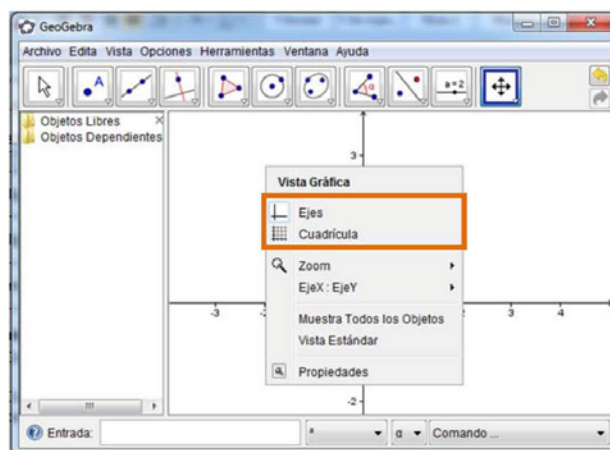 GeoGebra
Archivo Edita Vista Opciones Herramientas Ventana Ayuda
A
α
a=2
Objetos Libres
Objetos Dependientes
3
Vista Gráfica
Ejes
Cuadrícula
Zoom
EjeX : EjeY
-3
3
4
Muestra Todos los Objetos
Vista Estándar
Propiedades
-2
Entrada:
α
Comando ...